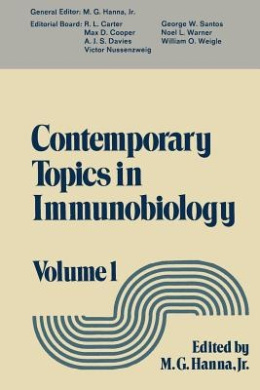 General Editor: M. G. Hanna, Jr.
Editorial Board: R. L. Carter George W. Santos
Max D. Cooper Noel L. Warner
A. J. S. Davies William O. Weigle
Victor Nussenzweig
Contemporary
Topics in
Immunobiology
Volume 1
Edited by
M. G. Hanna, Jr.